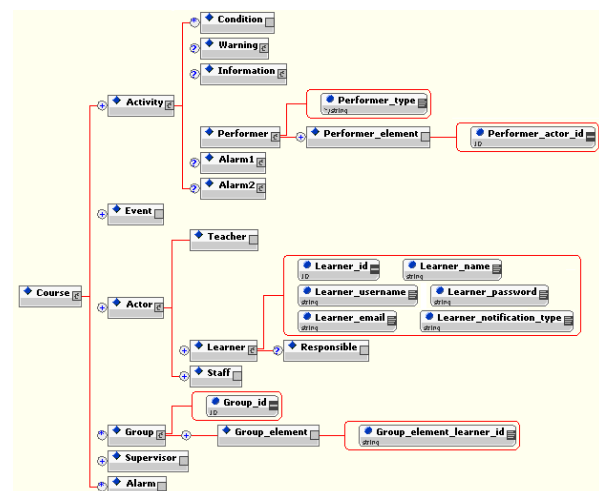 Condition
Warning
Information
Activity
Performer_type
string
Performer
Performer_element
Performer_actor_id
ID
Alarm1
Alarm2
Event
Teacher
Learner_id
ID
Learner_name
string
Course
Actor
Learner_username
string
Learner_password
string
Learner_email
string
Learner_notification_type
string
Learner
Responsible
Staff
Group_id
ID
Group
Group_element
Group_element_learner_id
string
Supervisor
Alarm